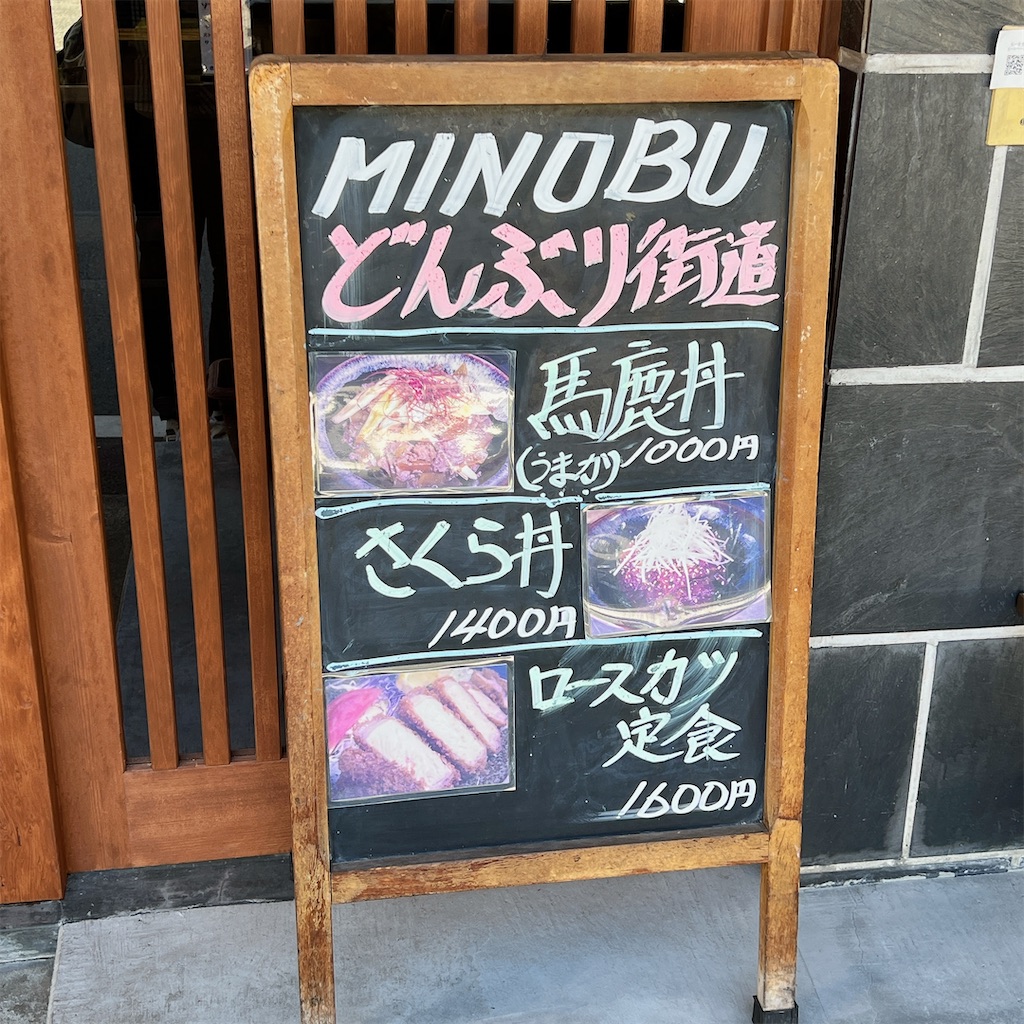 MINOBU
どんぶり街道
馬鹿丼
(うまか)
1000円
さくら丼
1400円
ロースカツ
定食
1600円